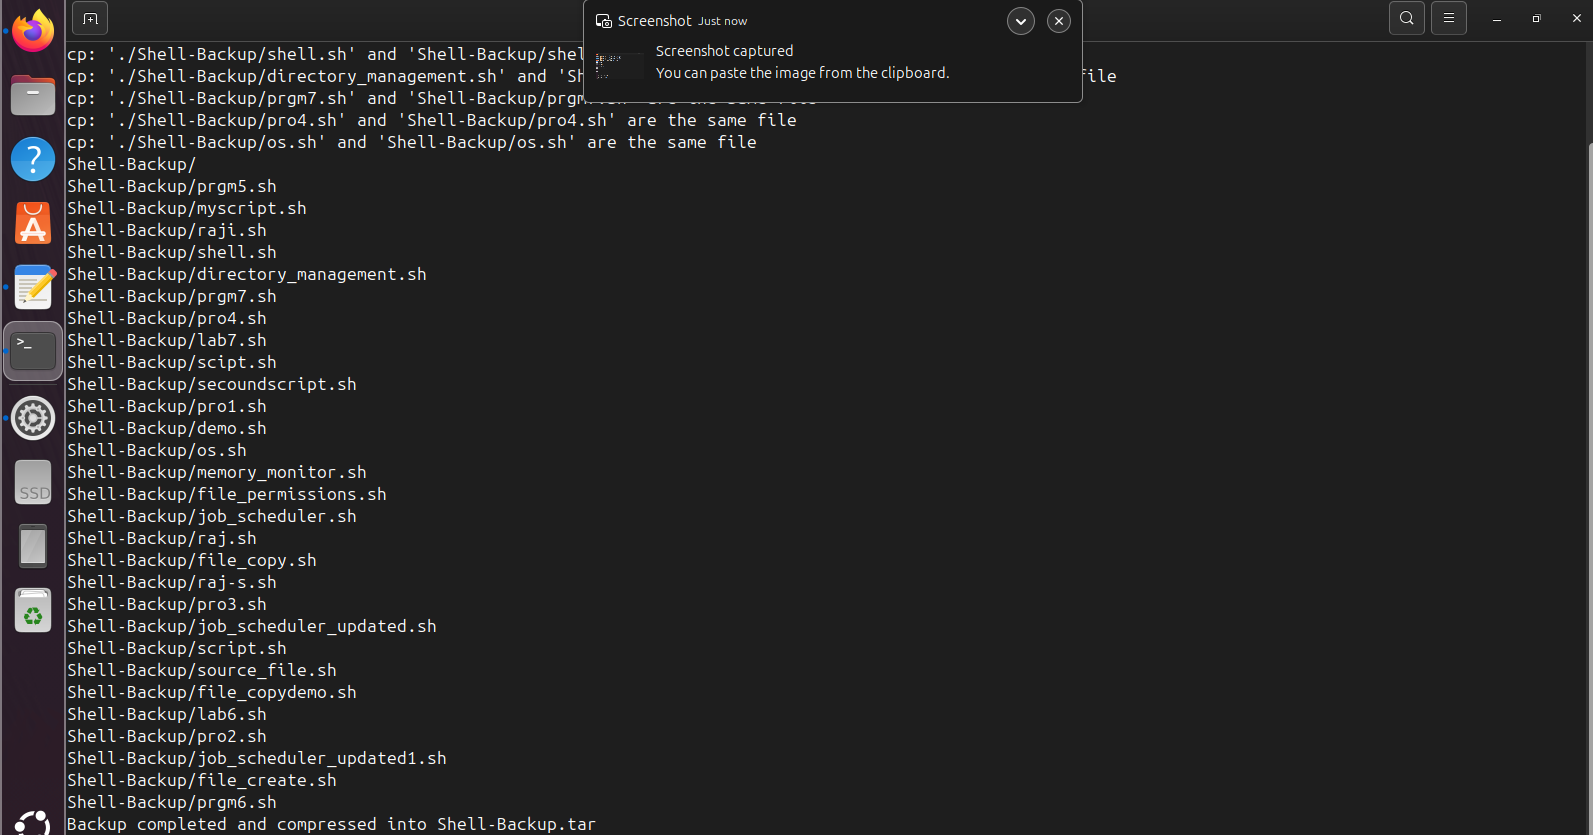 Screenshot Just now
Screenshot captured
You can paste the image from the clipboard.
cp: './Shell-Backup/shell.sh' and 'Shell-Backup/shel
cp: './Shell-Backup/directory_management.sh' and 'Sh file
cp: './Shell-Backup/prgm7.sh' and 'Shell-Backup/prgm
cp: './Shell-Backup/pro4.sh' and 'Shell-Backup/pro4.sh' are the same file
cp: './Shell-Backup/os.sh' and 'Shell-Backup/os.sh' are the same file
Shell-Backup/
Shell-Backup/prgm5.sh
Shell-Backup/myscript.sh
Shell-Backup/raji.sh
Shell-Backup/shell.sh
Shell-Backup/directory_management.sh
Shell-Backup/prgm7.sh
Shell-Backup/pro4.sh
Shell-Backup/lab7.sh
Shell-Backup/scipt.sh
Shell-Backup/secoundscript.sh
Shell-Backup/pro1.sh
Shell-Backup/demo.sh
Shell-Backup/os.sh
Shell-Backup/memory_monitor.sh
Shell-Backup/file_permissions.sh
Shell-Backup/job_scheduler.sh
Shell-Backup/raj.sh
Shell-Backup/file_copy.sh
Shell-Backup/raj-s.sh
Shell-Backup/pro3.sh
Shell-Backup/job_scheduler_updated.sh
Shell-Backup/script.sh
Shell-Backup/source_file.sh
Shell-Backup/file_copydemo.sh
Shell-Backup/lab6.sh
Shell-Backup/pro2.sh
Shell-Backup/job_scheduler_updated1.sh
Shell-Backup/file_create.sh
Shell-Backup/prgm6.sh
Backup completed and compressed into Shell-Backup.tar
?
A
>_
SSD